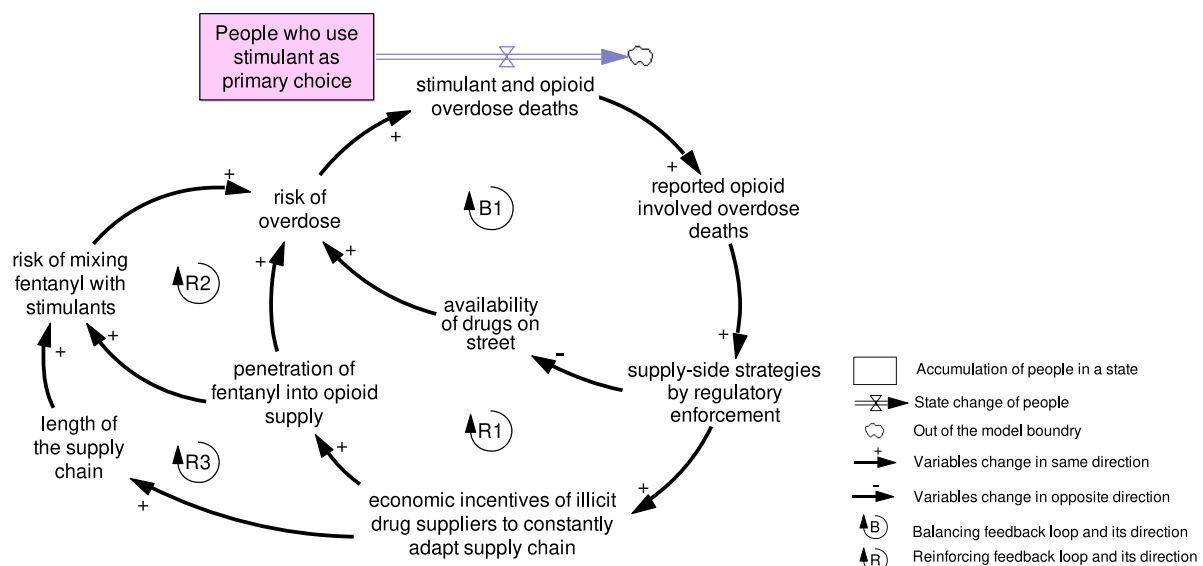 People who use
stimulant as
primary choice
stimulant and opioid
overdose deaths
+
+
+
reported opioid
involved overdose
deaths
risk of
overdose
B1
risk of mixing
fentanyl with
stimulants
R2
+
+
availability
of drugs on
street
+
+
+
-
penetration of
fentanyl into opioid
supply
supply-side strategies
by regulatory
enforcement
length of
the supply
chain
R1
R3
+
+
+
economic incentives of illicit
drug suppliers to constantly
adapt supply chain
Accumulation of people in a state
State change of people
Out of the model boundry
+
Variables change in same direction
-
Variables change in opposite direction
B
Balancing feedback loop and its direction
R
Reinforcing feedback loop and its direction